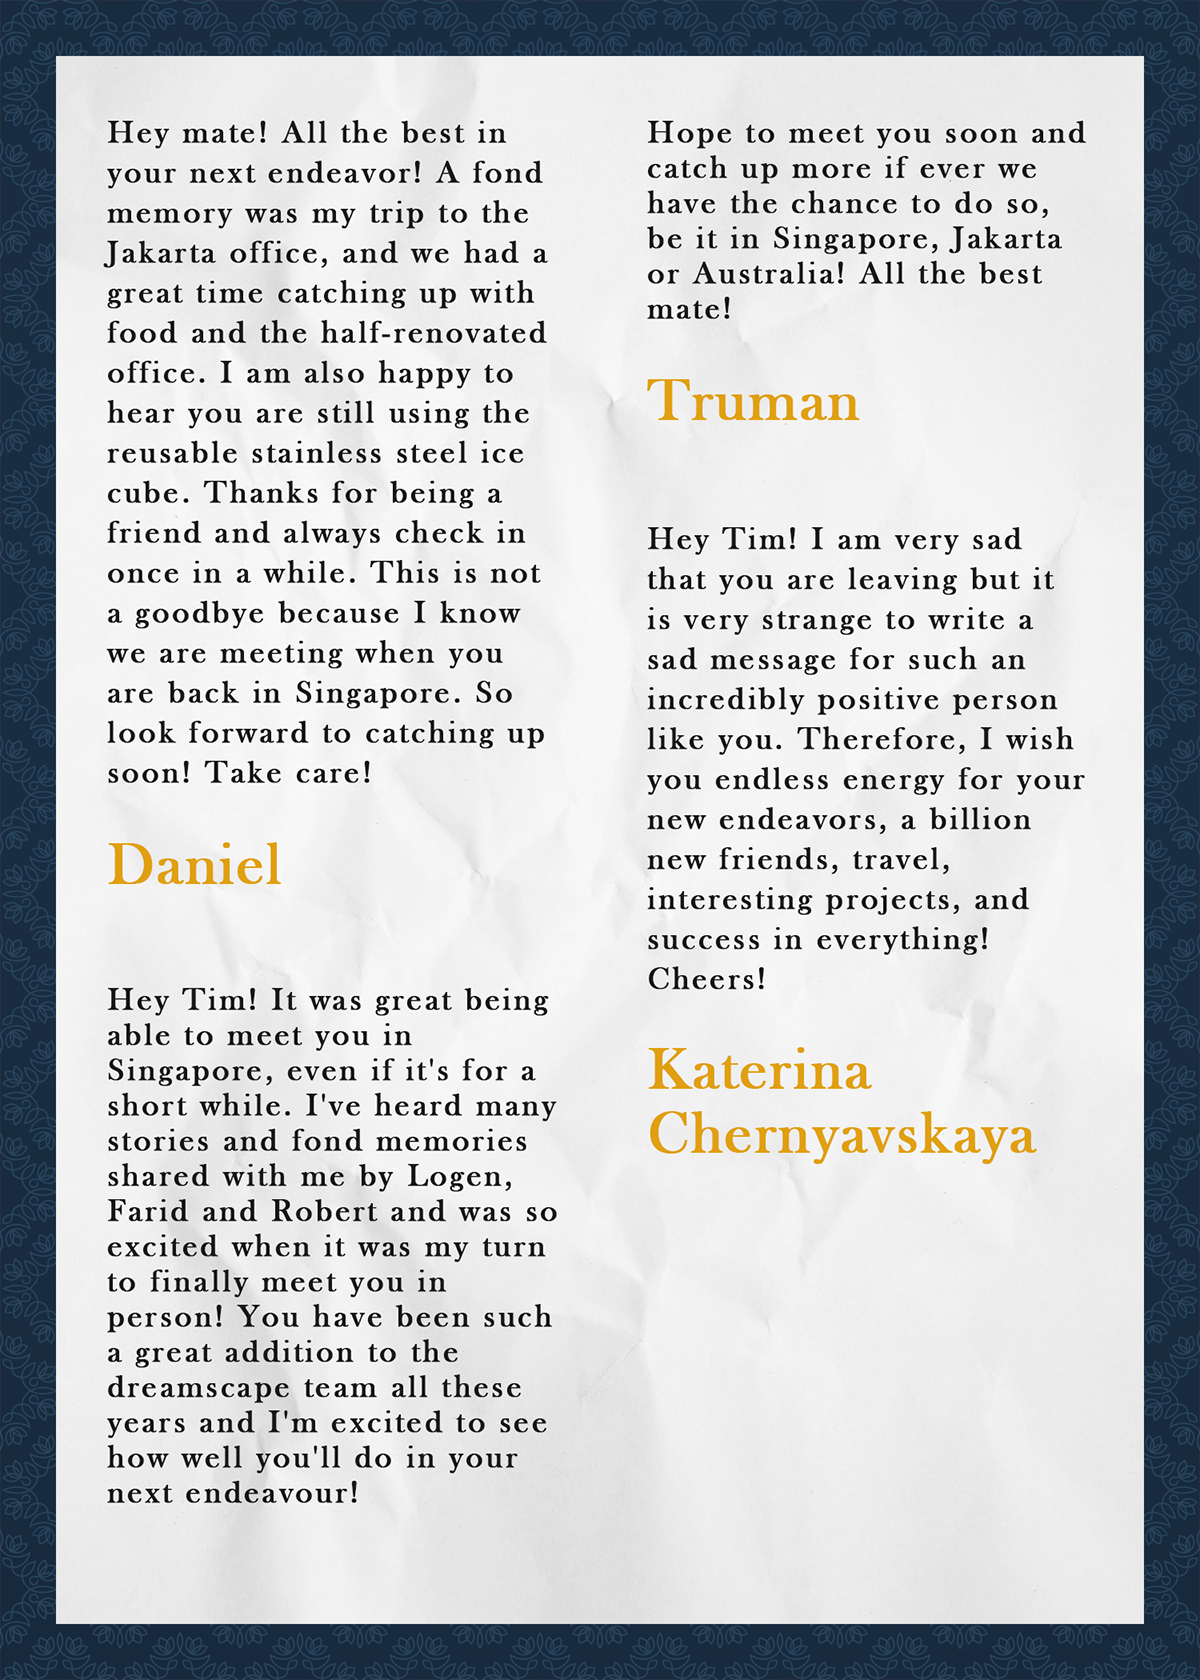 Hey mate! All the best in
your next endeavor! A fond
memory was my trip to the
Jakarta office, and we had a
great time catching up with
food and the half-renovated
office. I am also happy to
hear you are still using the
reusable stainless steel ice
cube. Thanks for being a
friend and always check in
once in a while. This is not
a goodbye because I know
we are meeting when you
are back in Singapore. So
look forward to catching up
soon! Take care!
Daniel
Hey Tim! It was great being
able to meet you in
Singapore, even if it's for a
short while. I've heard many
stories and fond memories
shared with me by Logen,
Farid and Robert and was so
excited when it was my turn
to finally meet you in
person! You have been such
a great addition to the
dreamscape team all these
years and I'm excited to see
how well you'll do in your
next endeavour!
Hope to meet you soon and
catch up more if ever we
have the chance to do so,
be it in Singapore, Jakarta
or Australia! All the best
mate!
Truman
Hey Tim! I am very sad
that you are leaving but it
is very strange to write a
sad message for such an
incredibly positive person
like you. Therefore, I wish
you endless energy for your
new endeavors, a billion
new friends, travel,
interesting projects, and
success in everything!
Cheers!
Katerina
Chernyavskaya